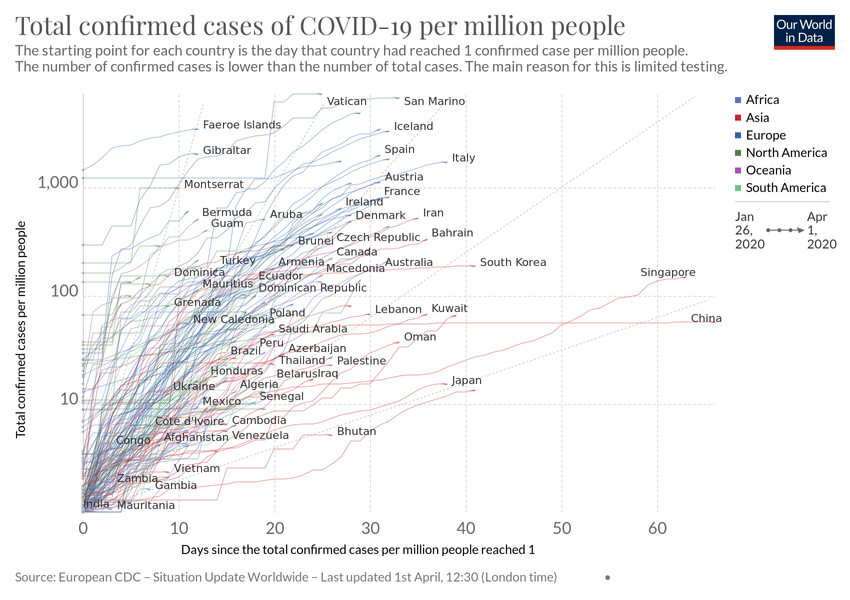 Total confirmed cases of COVID-19 per million people
The starting point for each country is the day that country had reached 1 confirmed case per million people.
The number of confirmed cases is lower than the number of total cases. The main reason for this is limited testing.
Our World
in Data
Vatican
San Marino
Faeroe Islands
Iceland
Gibraltar
Spain
Italy
Austria
Montserrat
France
Ireland
Bermuda
Aruba
Denmark
Iran
Guam
Bahrain
Brunei
Czech Republic
Canada
Turkey
Armenia
Macedonia
Australia
South Korea
Dominica
Ecuador
Singapore
Mauritius
Dominican Republic
Grenada
Lebanon
Kuwait
New Caledonia
Poland
China
Saudi Arabia
Oman
Peru
Brazil
Azerbaijan
Thailand
Palestine
Honduras
Belarus
Iraq
Ukraine
Algeria
Japan
Mexico
Senegal
Cote d'Ivoire
Cambodia
Congo
Afghanistan
Venezuela
Bhutan
Vietnam
Zambia
Gambia
India
Mauritania
1,000
100
10
Total confirmed cases per million people
0
10
20
30
40
50
60
Days since the total confirmed cases per million people reached 1
Africa
Asia
Europe
North America
Oceania
South America
Jan
26,
2020
Apr
1,
2020
Source: European CDC – Situation Update Worldwide – Last updated 1st April, 12:30 (London time)